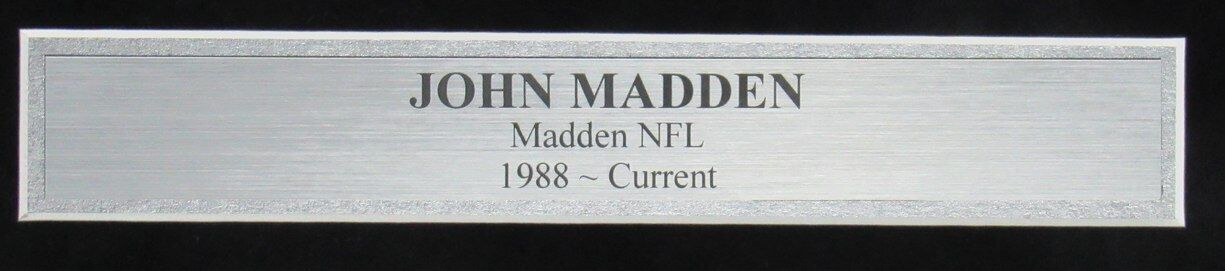 JOHN MADDEN
Madden NFL
1988 ~ Current